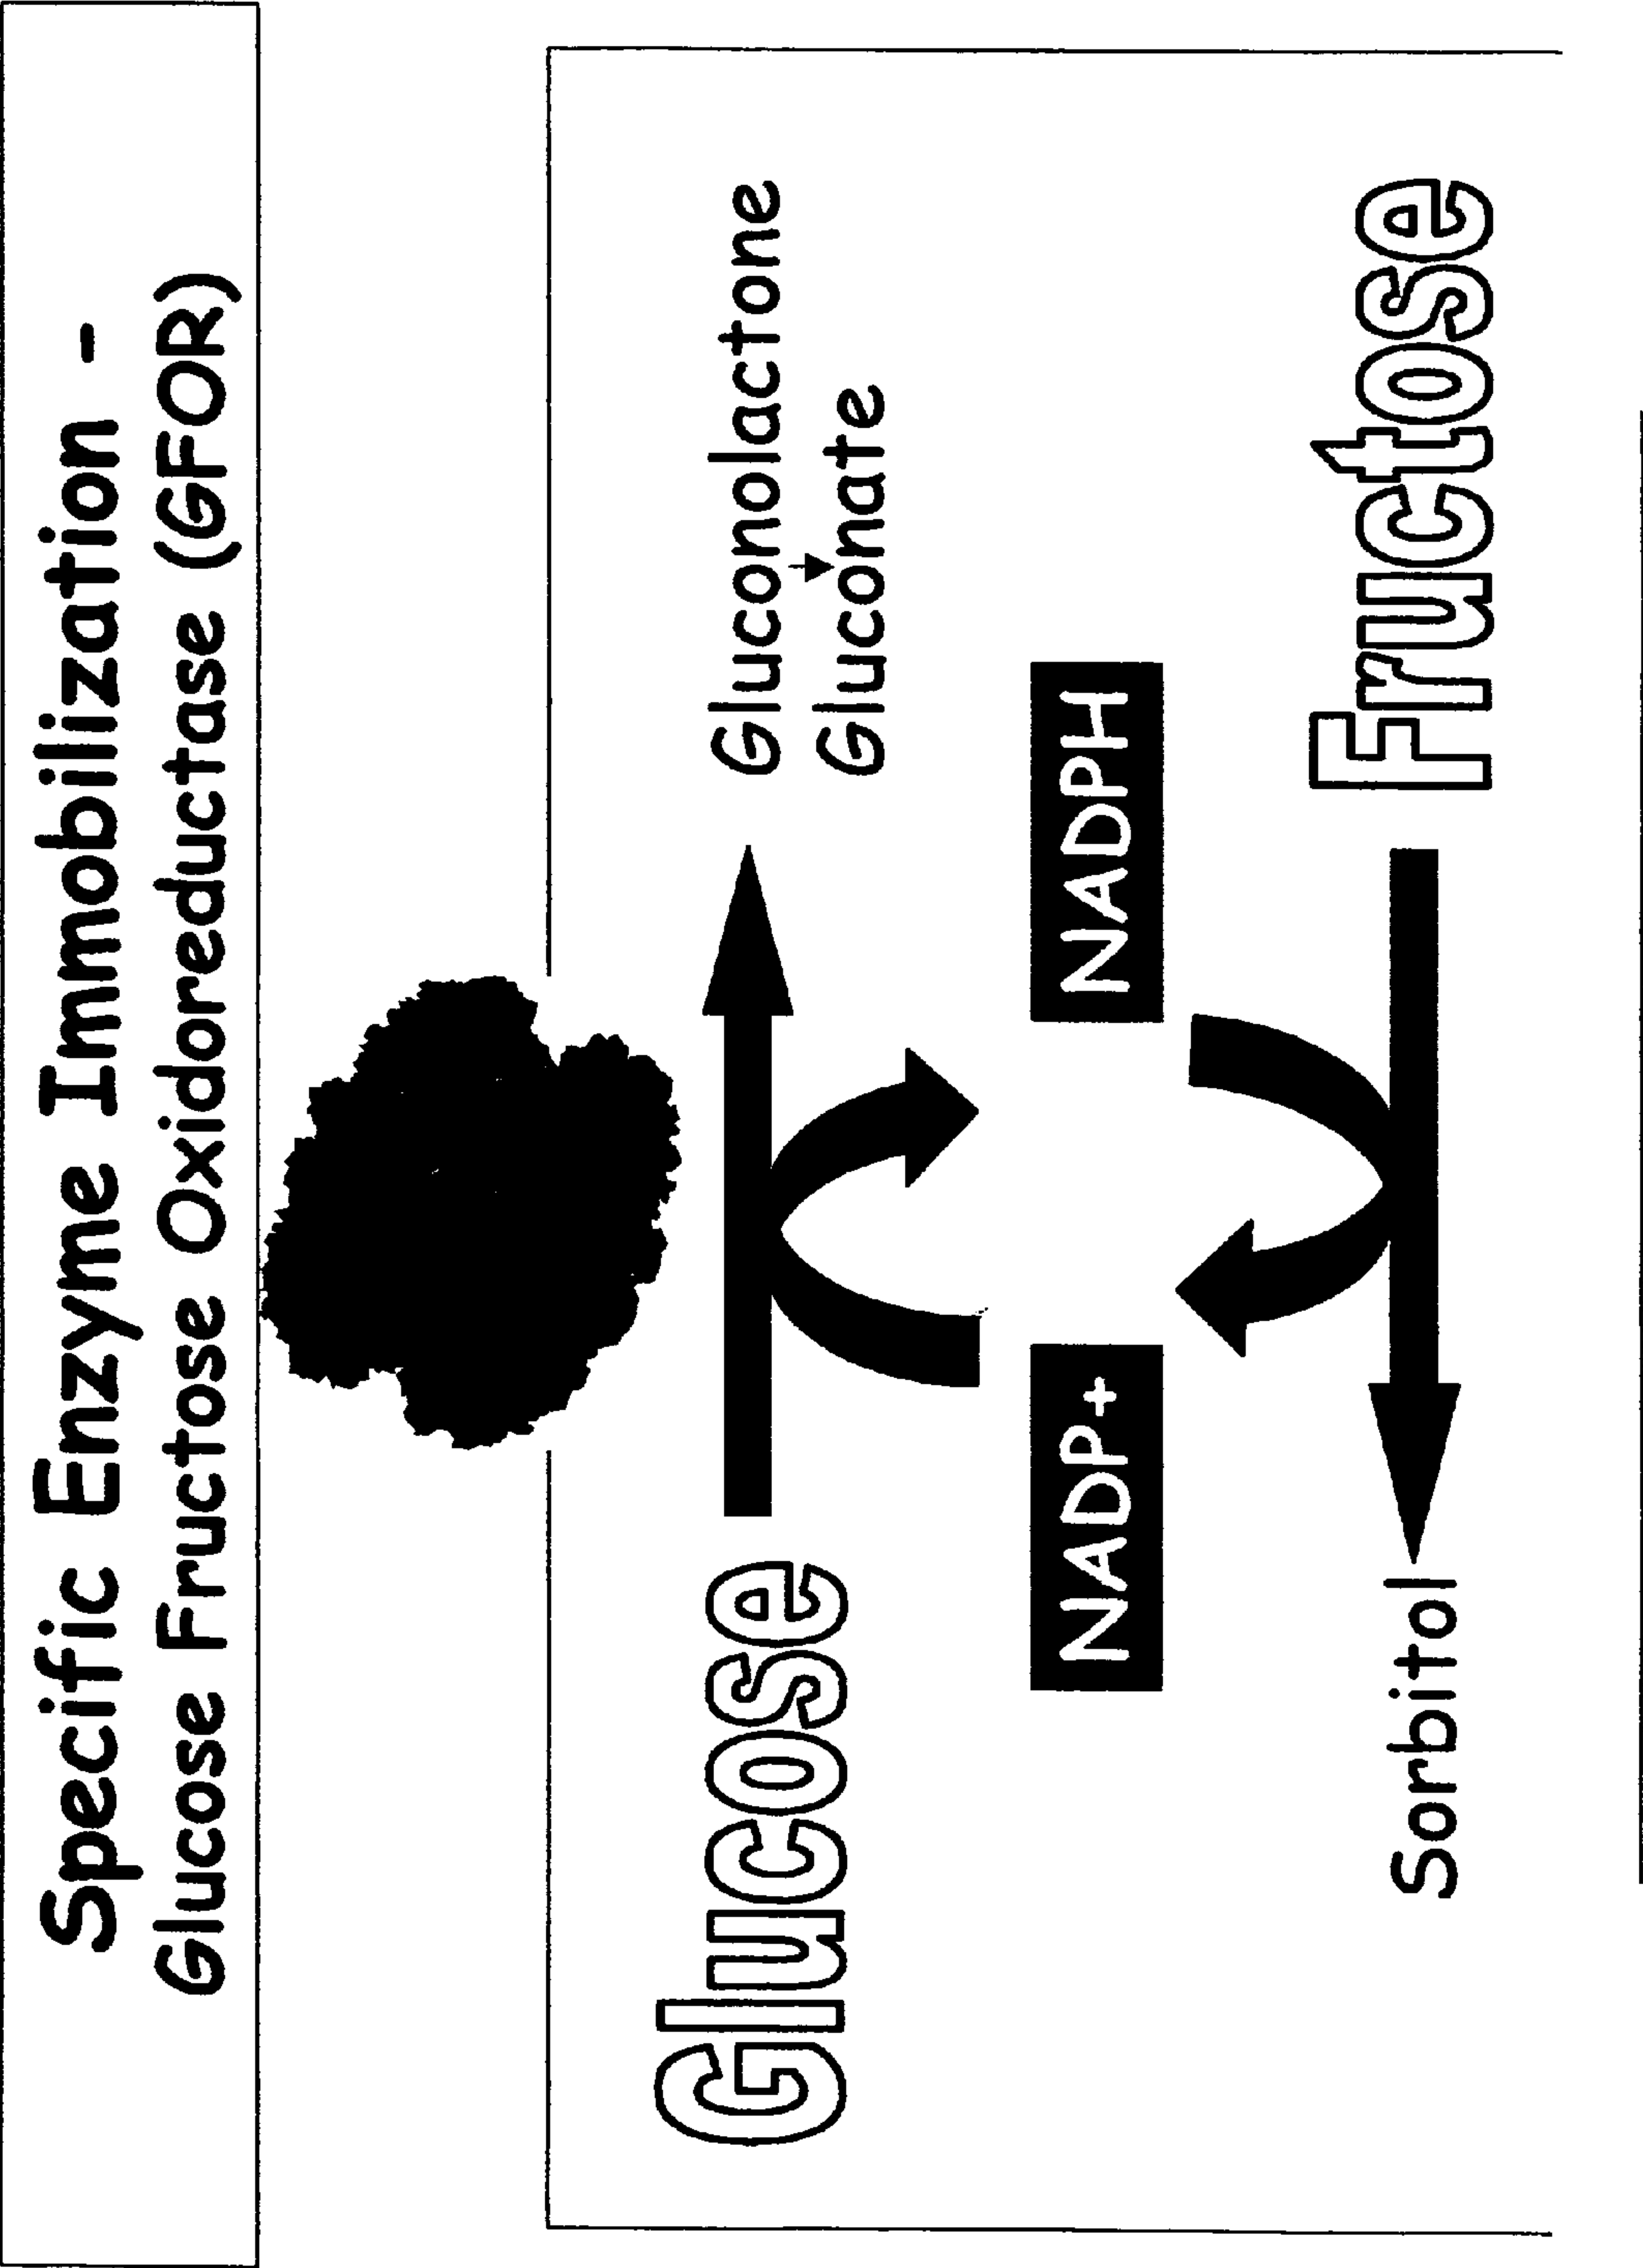 Specific Enzyme Immobilization -
Glucose Fructose Oxidoreductase (GFOR)
Glucose
Gluconolactone
Gluconate
NADP+
NADPH
Sorbitol
Fructose